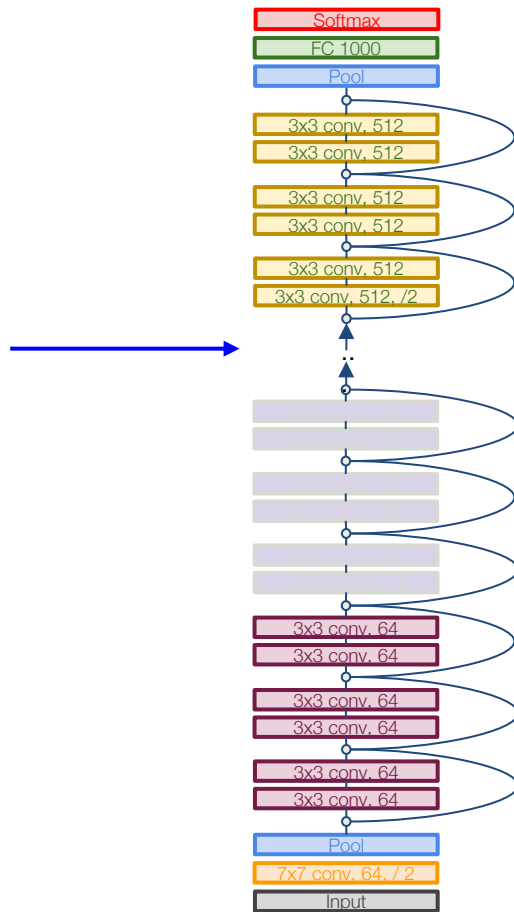 Softmax
FC 1000
Pool
3x3 conv, 512
3x3 conv, 512
3x3 conv, 512
3x3 conv, 512
3x3 conv, 512
3x3 conv, 512, /2
..
.
3x3 conv, 64
3x3 conv, 64
3x3 conv, 64
3x3 conv, 64
3x3 conv, 64
3x3 conv, 64
Pool
7x7 conv, 64, / 2
Input